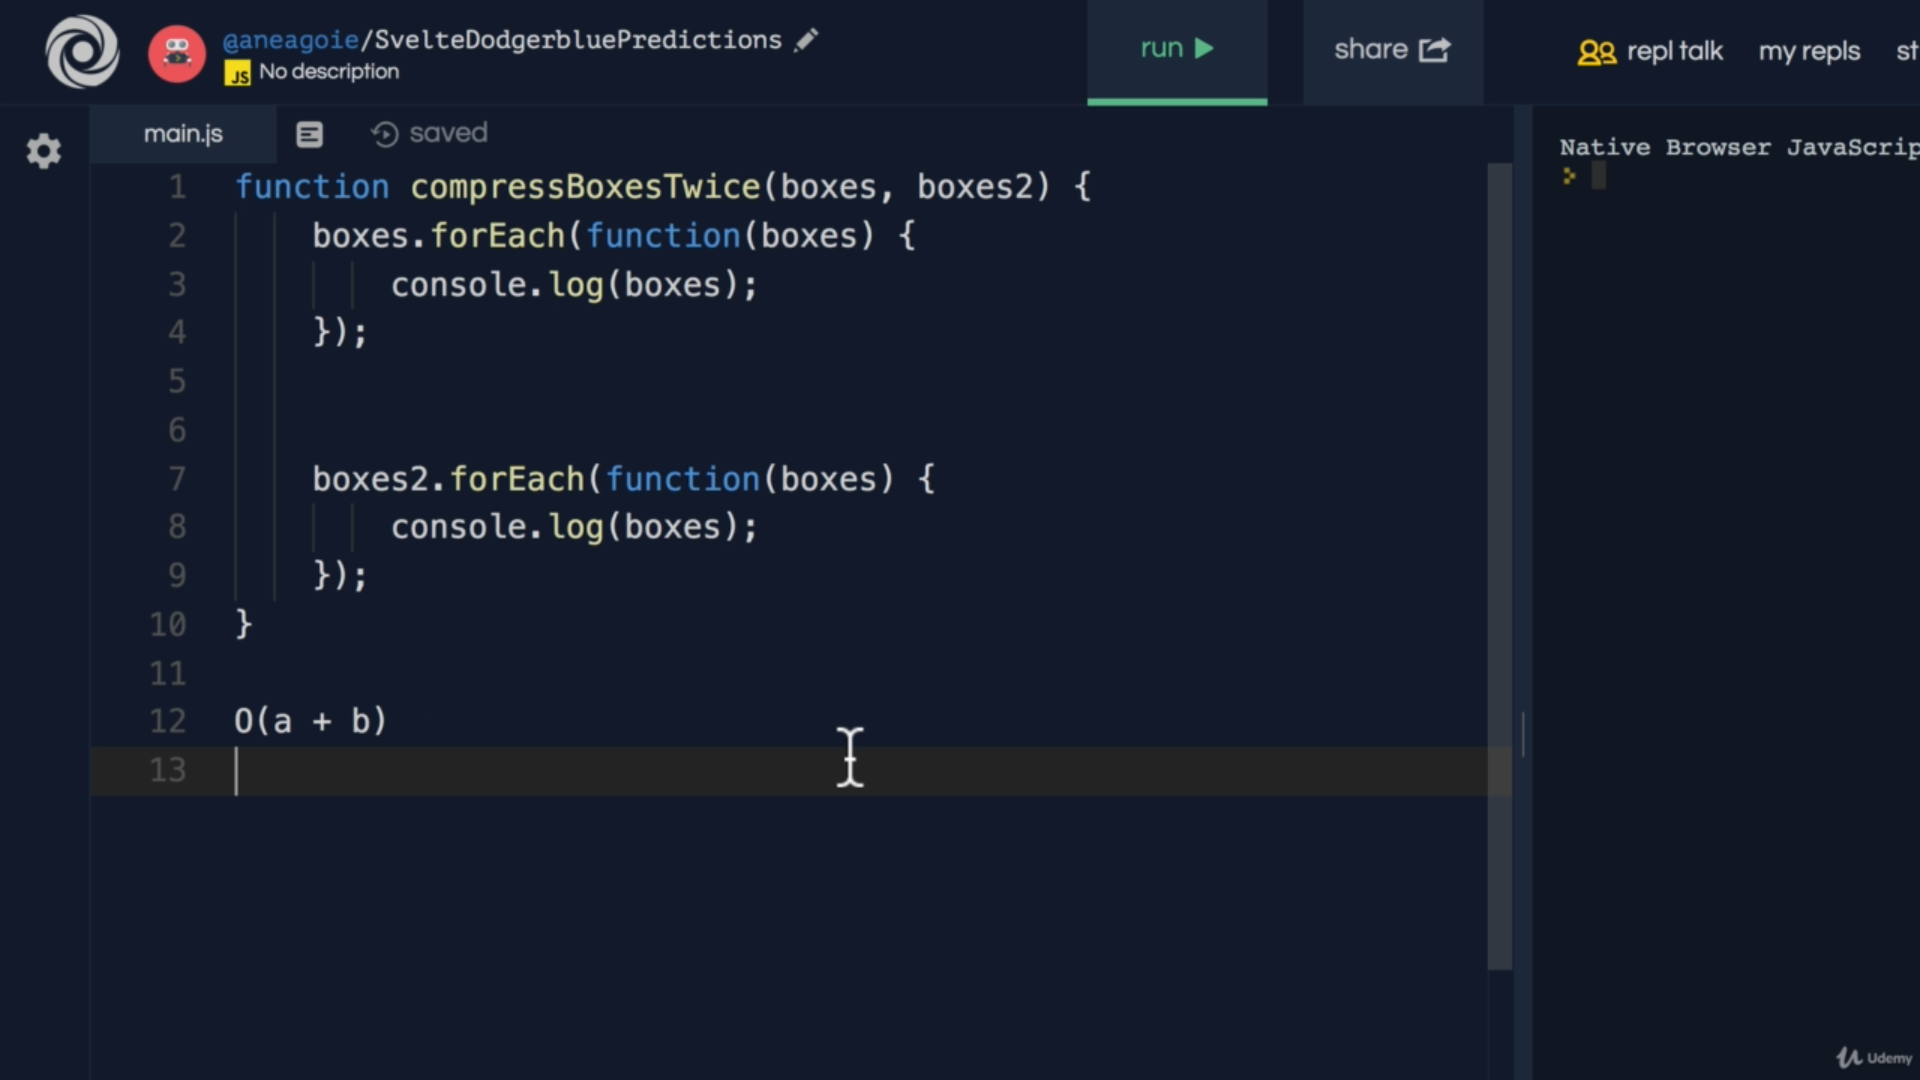 @aneagoie/SvelteDodgerbluePredictions
JS No description
run
share
repl talk
my repls
st
main.js
saved
Native Browser JavaScrip
1 function compressBoxesTwice(boxes, boxes2) {
2 boxes.forEach(function(boxes) {
3 console.log(boxes);
4 });
5
6
7 boxes2.forEach(function(boxes) {
8 console.log(boxes);
9 });
10 }
11
12 O(a + b)
13
Udemy